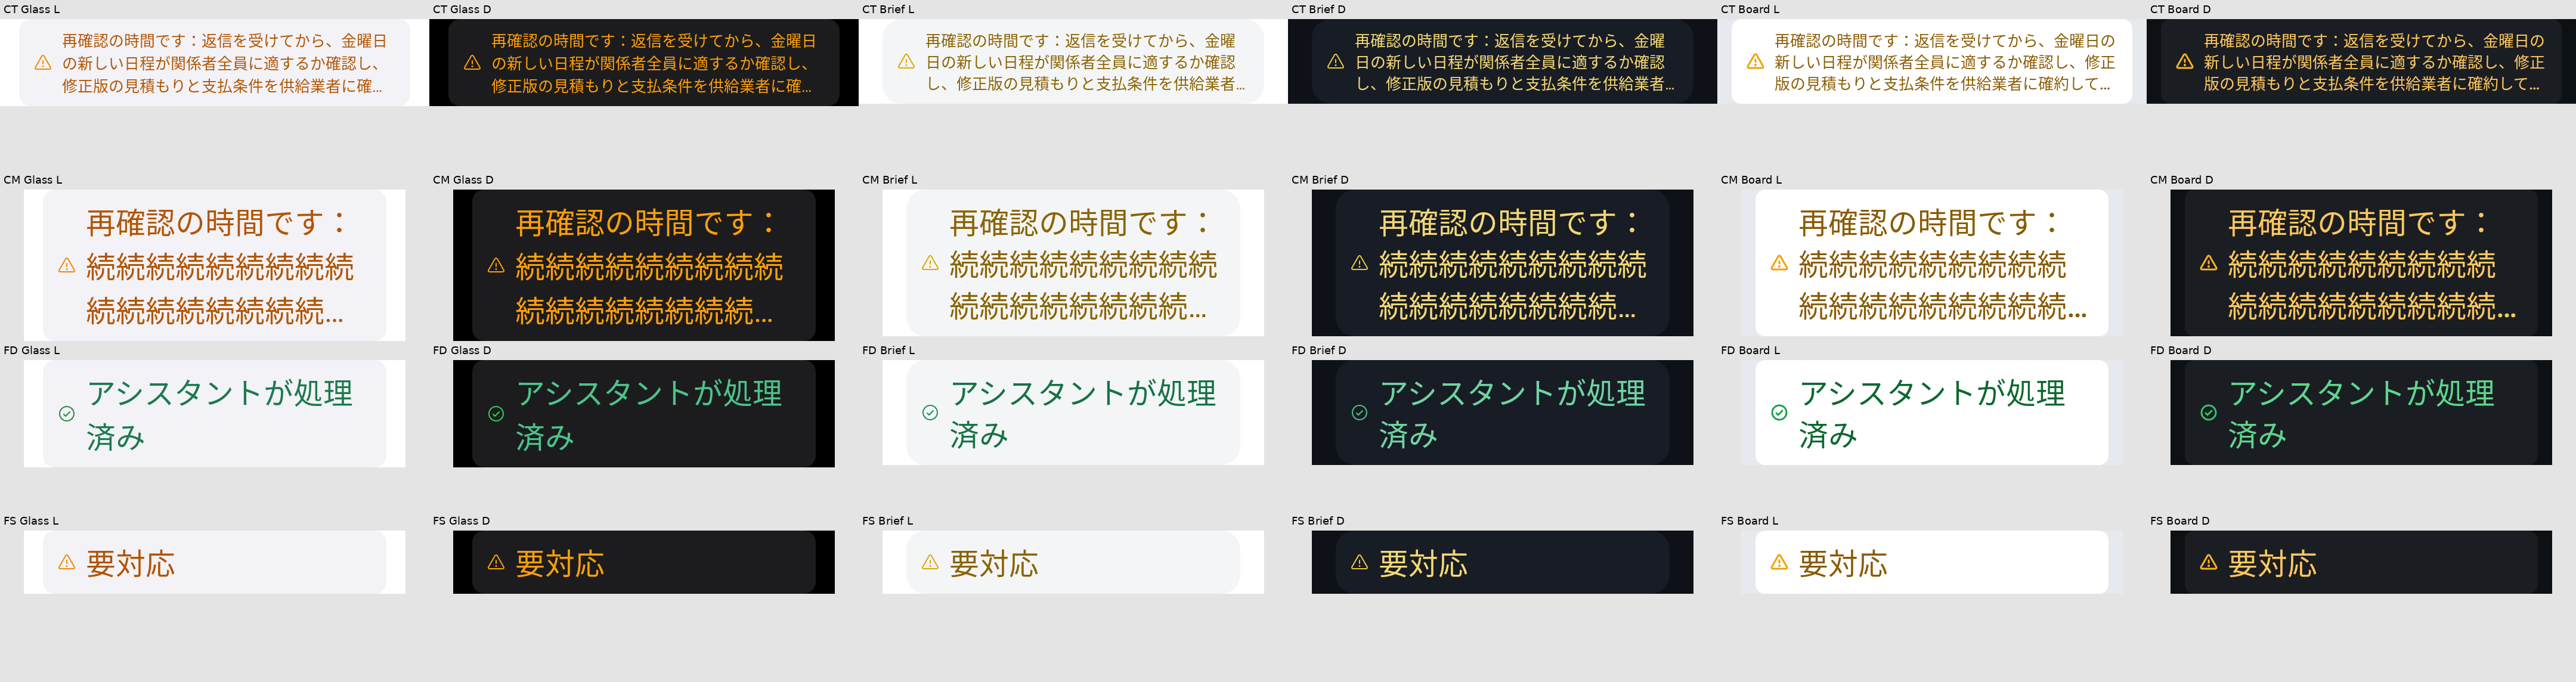 CT Glass L
再確認の時間です：返信を受けてから、金曜日
の新しい日程が関係者全員に適するか確認し、
修正版の見積もりと支払条件を供給業者に確...
CT Glass D
再確認の時間です：返信を受けてから、金曜日
の新しい日程が関係者全員に適するか確認し、
修正版の見積もりと支払条件を供給業者に確...
CT Brief L
再確認の時間です：返信を受けてから、金曜
日の新しい日程が関係者全員に適するか確認
し、修正版の見積もりと支払条件を供給業者...
CT Brief D
再確認の時間です：返信を受けてから、金曜
日の新しい日程が関係者全員に適するか確認
し、修正版の見積もりと支払条件を供給業者...
CT Board L
再確認の時間です：返信を受けてから、金曜日の
新しい日程が関係者全員に適するか確認し、修正
版の見積もりと支払条件を供給業者に確約して...
CT Board D
再確認の時間です：返信を受けてから、金曜日の
新しい日程が関係者全員に適するか確認し、修正
版の見積もりと支払条件を供給業者に確約して...
CM Glass L
再確認の時間です：
続続続続続続続続続
続続続続続続続続...
CM Glass D
再確認の時間です：
続続続続続続続続続
続続続続続続続続...
CM Brief L
再確認の時間です：
続続続続続続続続続
続続続続続続続続...
CM Brief D
再確認の時間です：
続続続続続続続続続
続続続続続続続続...
CM Board L
再確認の時間です：
続続続続続続続続続
続続続続続続続続続...
CM Board D
再確認の時間です：
続続続続続続続続続
続続続続続続続続続...
FD Glass L
アシスタントが処理
済み
FD Glass D
アシスタントが処理
済み
FD Brief L
アシスタントが処理
済み
FD Brief D
アシスタントが処理
済み
FD Board L
アシスタントが処理
済み
FD Board D
アシスタントが処理
済み
FS Glass L
要対応
FS Glass D
要対応
FS Brief L
要対応
FS Brief D
要対応
FS Board L
要対応
FS Board D
要対応